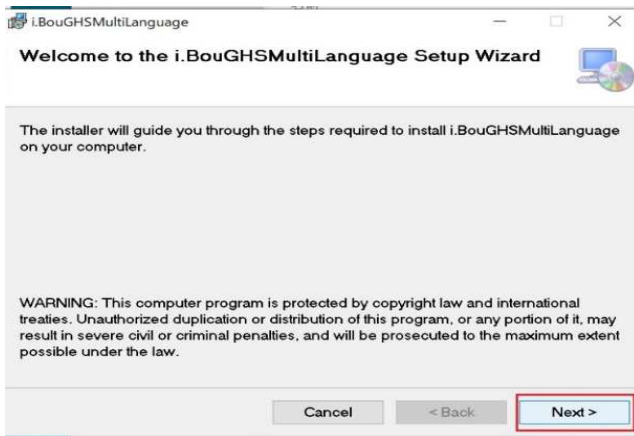 i.BouGHSMultiLanguage
Welcome to the i.BouGHSMultiLanguage Setup Wizard
The installer will guide you through the steps required to install i.BouGHSMultiLanguage
on your computer.
WARNING: This computer program is protected by copyright law and international
treaties. Unauthorized duplication or distribution of this program, or any portion of it, may
result in severe civil or criminal penalties, and will be prosecuted to the maximum extent
possible under the law.
Cancel
< Back
Next >